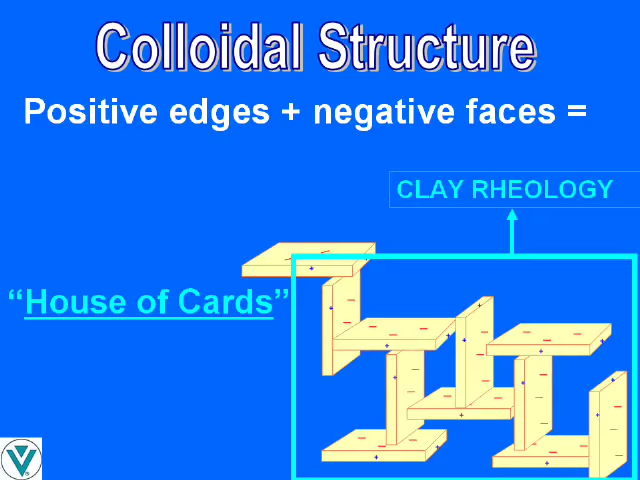 Colloidal Structure
Positive edges + negative faces =
CLAY RHEOLOGY
“House of Cards”